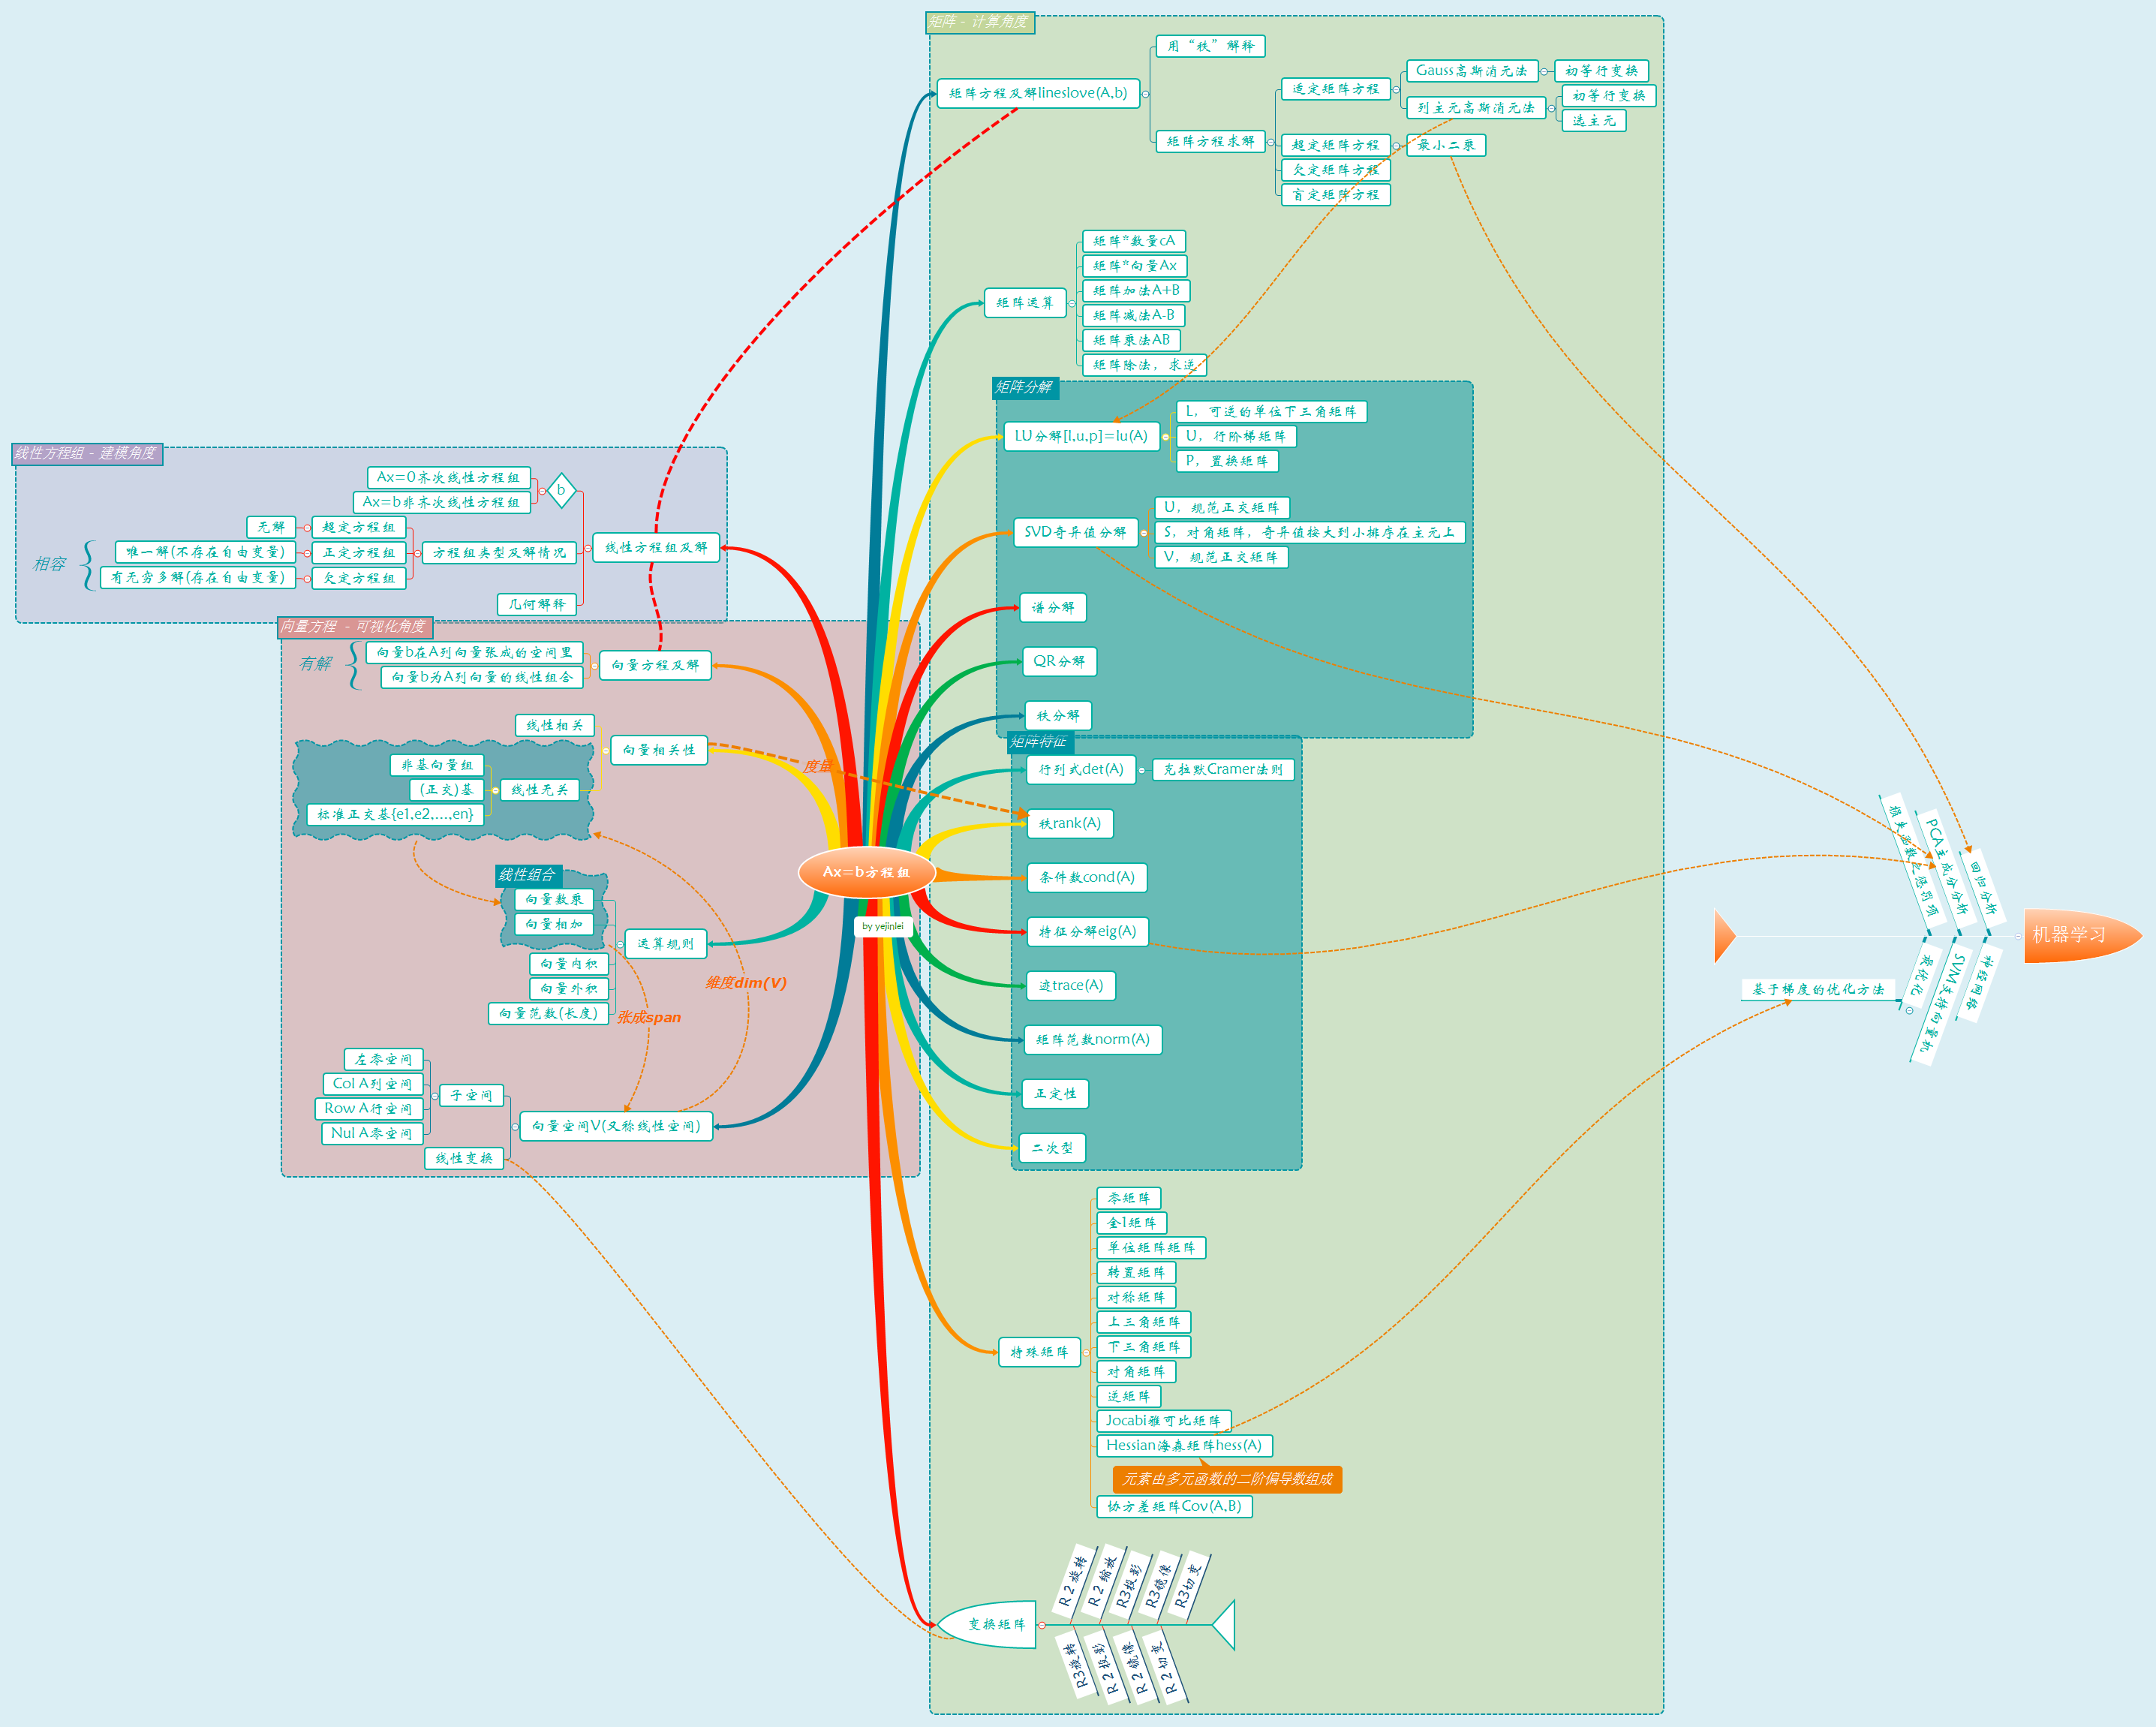 矩阵 - 计算角度
矩阵方程及解lineslove(A,b)
用“秩”解释
矩阵方程求解
适定矩阵方程
Gauss高斯消元法
初等行变换
列主元高斯消元法
初等行变换
选主元
超定矩阵方程
最小二乘
欠定矩阵方程
盲定矩阵方程
矩阵运算
矩阵*数量cA
矩阵*向量Ax
矩阵加法A+B
矩阵减法A-B
矩阵乘法AB
矩阵除法，求逆
矩阵分解
LU分解[l,u,p]=lu(A)
L，可逆的单位下三角矩阵
U，行阶梯矩阵
P，置换矩阵
SVD奇异值分解
U，规范正交矩阵
S，对角矩阵，奇异值按大到小排序在主元上
V，规范正交矩阵
谱分解
QR分解
秩分解
矩阵特征
行列式det(A)
克拉默Cramer法则
秩rank(A)
条件数cond(A)
特征分解eig(A)
迹trace(A)
矩阵范数norm(A)
正定性
二次型
特殊矩阵
零矩阵
全1矩阵
单位矩阵矩阵
转置矩阵
对称矩阵
上三角矩阵
下三角矩阵
对角矩阵
逆矩阵
Jocabi雅可比矩阵
Hessian海森矩阵hess(A)
元素由多元函数的二阶偏导数组成
协方差矩阵Cov(A,B)
变换矩阵
R 2 旋转
R 2 缩放
R3投影
R3镜像
R3切变
R3旋转
R 2 投影
R 2 镜像
R 2 切变
线性方程组 - 建模角度
线性方程组及解
b
Ax=0齐次线性方程组
Ax=b非齐次线性方程组
方程组类型及解情况
超定方程组
无解
正定方程组
唯一解(不存在自由变量)
欠定方程组
有无穷多解(存在自由变量)
相容
几何解释
向量方程 - 可视化角度
向量方程及解
向量b在A列向量张成的空间里
向量b为A列向量的线性组合
有解
向量相关性
线性相关
线性无关
非基向量组
(正交)基
标准正交基{e1,e2,...,en}
度量
线性组合
向量数乘
向量相加
运算规则
向量内积
向量外积
向量范数(长度)
维度dim(V)
张成span
向量空间V(又称线性空间)
子空间
左零空间
Col A列空间
Row A行空间
Nul A零空间
线性变换
Ax=b方程组
by yejinlei
机器学习
回归分析
PCA主成分分析
神经网络
SVM支持向量机
最优化
基于梯度的优化方法